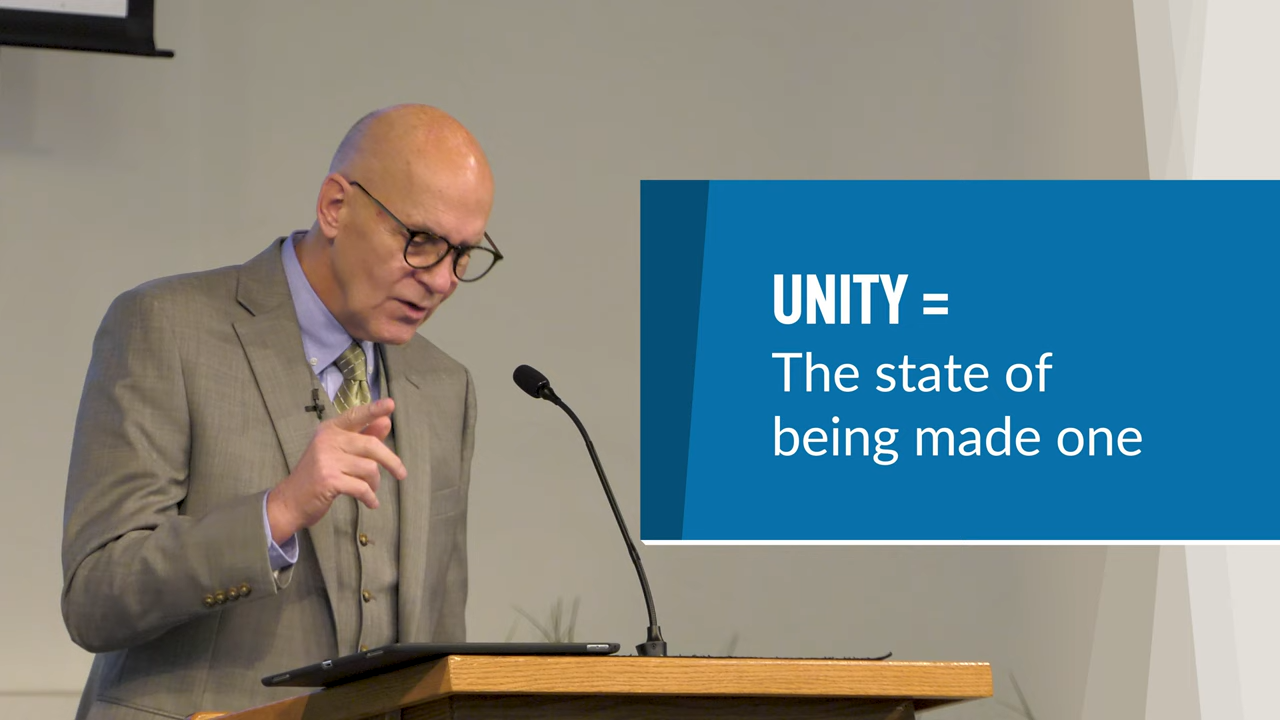 UNITY =
The state of
being made one